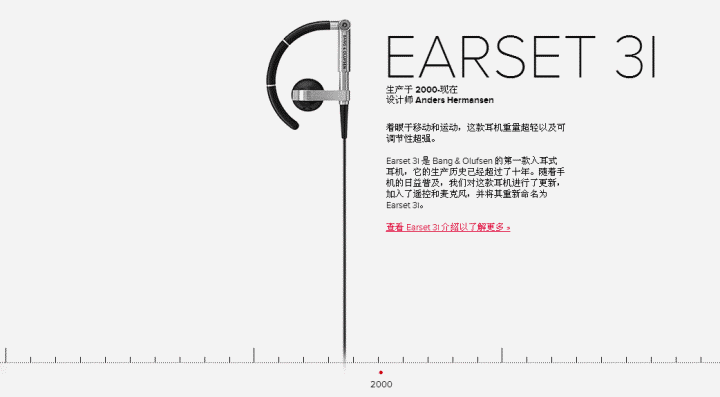 EARSET 3I
生产于 2000-现在
设计师 Anders Hermansen
着眼于移动和运动，这款耳机重量超轻以及可
调节性超强。
Earset 3I 是 Bang & Olufsen 的第一款入耳式
耳机，它的生产历史已经超过了十年。随着手
机的日益普及，我们对这款耳机进行了更新，
加入了遥控和麦克风，并将其重新命名为
Earset 3I。
查看 Earset 3I 介绍以了解更多 »
2000